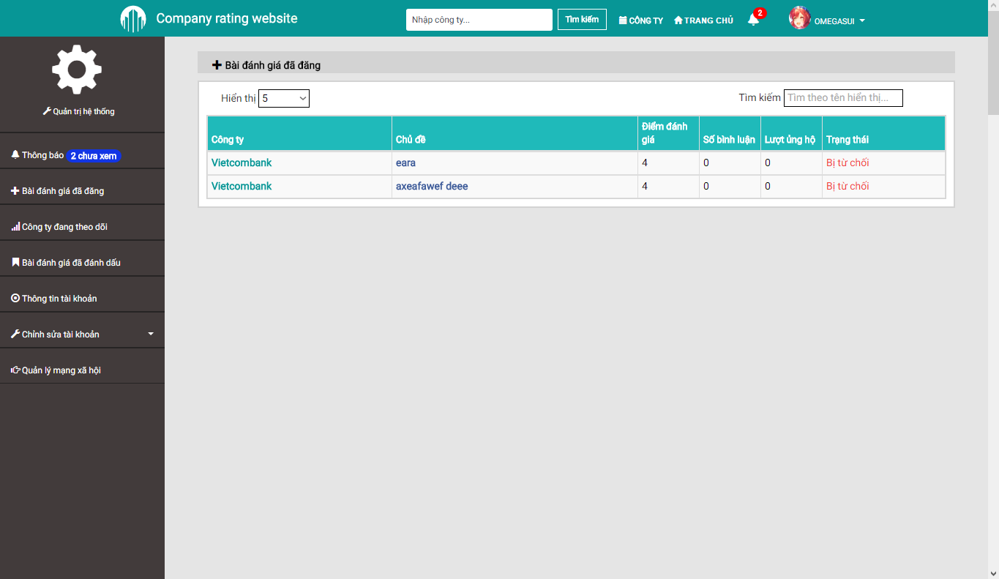 Company rating website
Nhập công ty...
Tìm kiếm
CÔNG TY
TRANG CHỦ
2
OMEGASUI
Quản trị hệ thống
Thông báo 2 chưa xem
Bài đánh giá đã đăng
Công ty đang theo dõi
Bài đánh giá đã đánh dấu
Thông tin tài khoản
Chỉnh sửa tài khoản
Quản lý mạng xã hội
Bài đánh giá đã đăng
Hiển thị 5
Tìm kiếm Tìm theo tên hiển thị...
Công ty Chủ đề Điểm đánh giá Số bình luận Lượt ủng hộ Trạng thái
Vietcombank eara 4 0 0 Bị từ chối
Vietcombank axeafawef deee 4 0 0 Bị từ chối